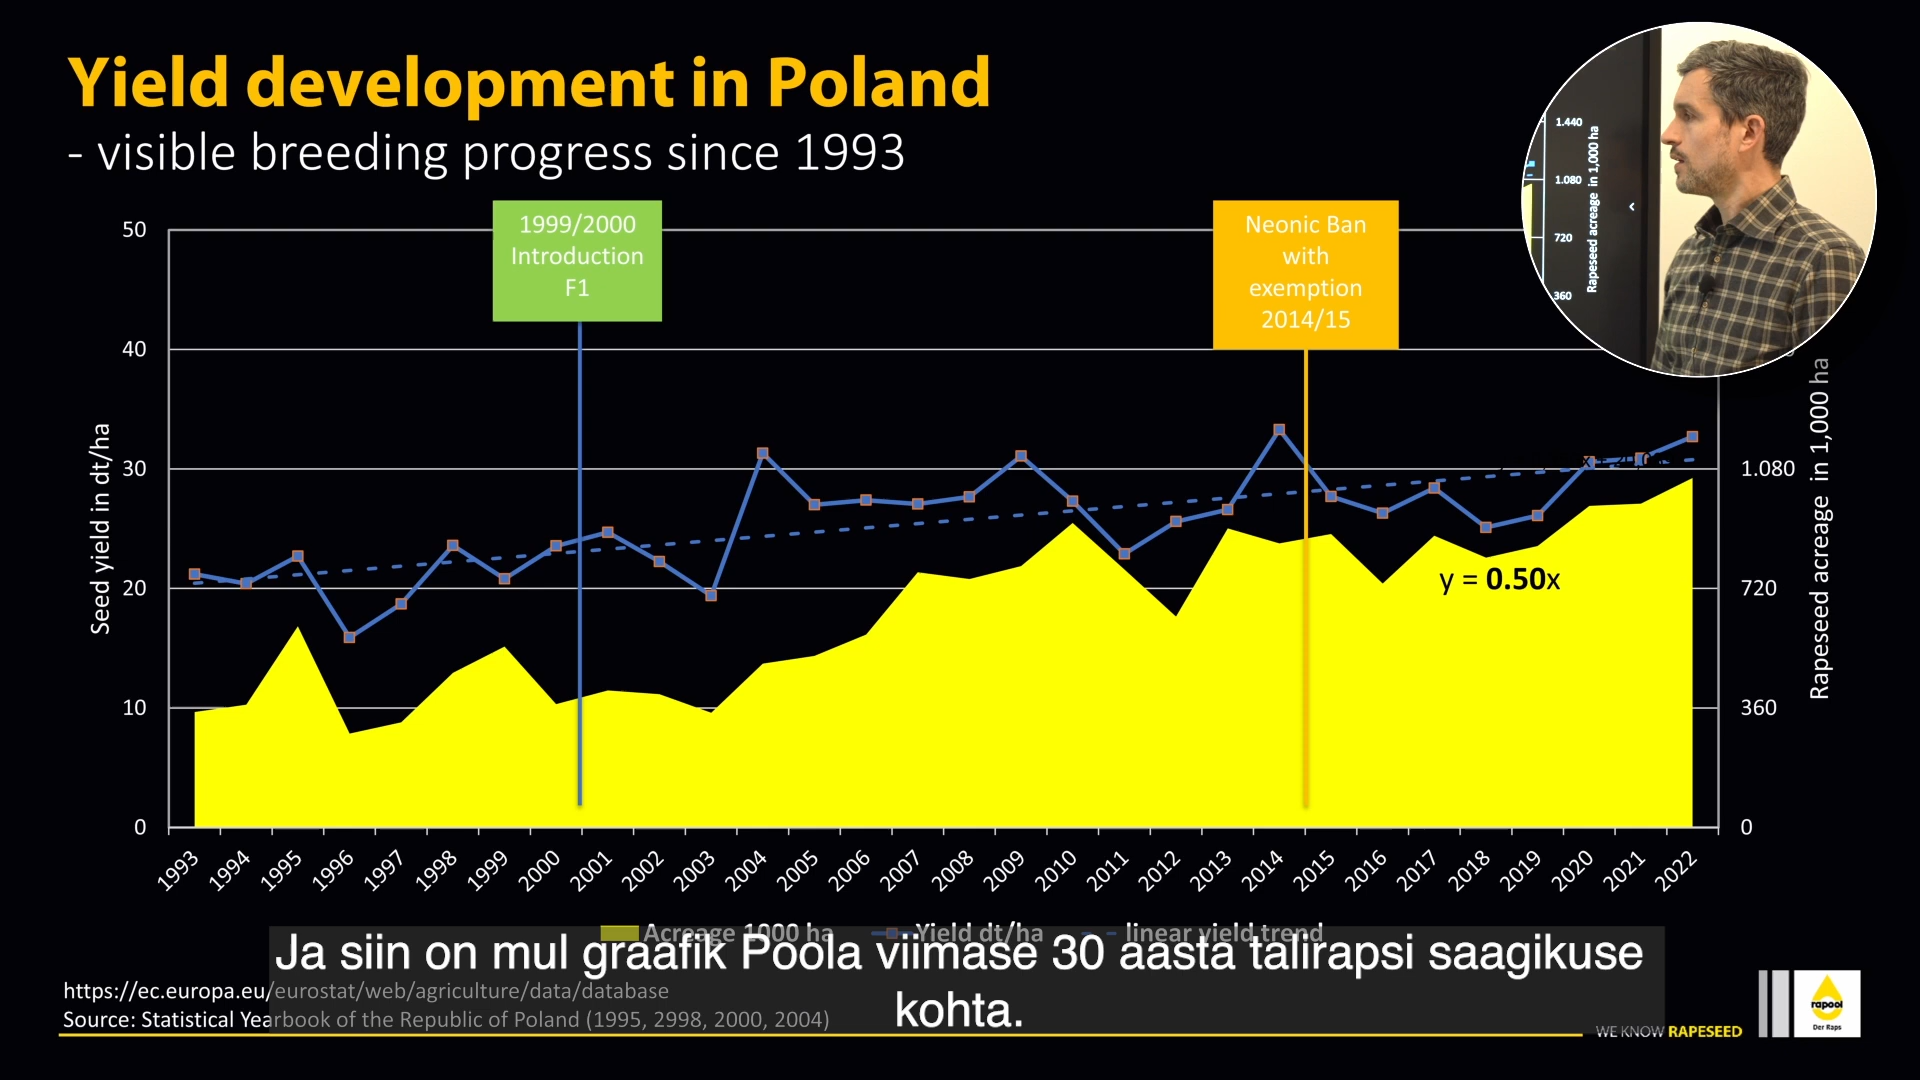 Yield development in Poland
- visible breeding progress since 1993
1999/2000
Introduction
F1
Neonic Ban
with
exemption
2014/15
1.440
1.080
720
360
Rapeseed acreage in 1,000 ha
50
40
30
20
10
0
Seed yield in dt/ha
1.080
720
360
0
Rapeseed acreage in 1,000 ha
y = 0.50x
1993
1994
1995
1996
1997
1998
1999
2000
2001
2002
2003
2004
2005
2006
2007
2008
2009
2010
2011
2012
2013
2014
2015
2016
2017
2018
2019
2020
2021
2022
Acreage 1000 ha
Yield dt/ha
linear yield trend
Ja siin on mul graafik Poola viimase 30 aasta talirapsi saagikuse
kohta.
https://ec.europa.eu/eurostat/web/agriculture/data/database
Source: Statistical Yearbook of the Republic of Poland (1995, 2998, 2000, 2004)
WE KNOW RAPESEED
rapool
Der Raps